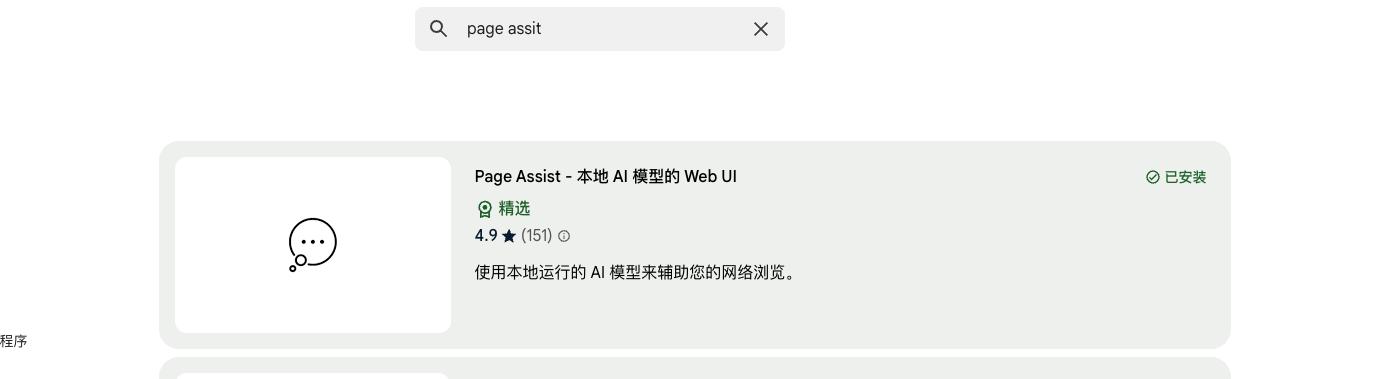 page assit
Page Assist - 本地 AI 模型的 Web UI
已安装
精选
4.9 ★ (151)
使用本地运行的 AI 模型来辅助您的网络浏览。
程序